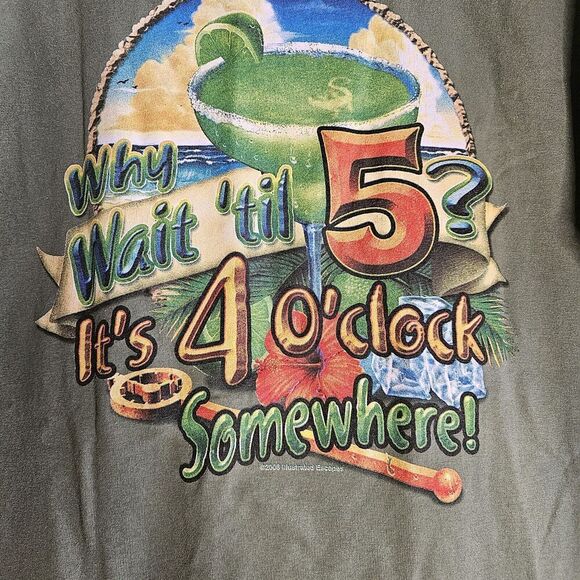 Why
Wait 'til 5?
It's 4 O'clock
Somewhere!
©2008 Illustrated Escapes